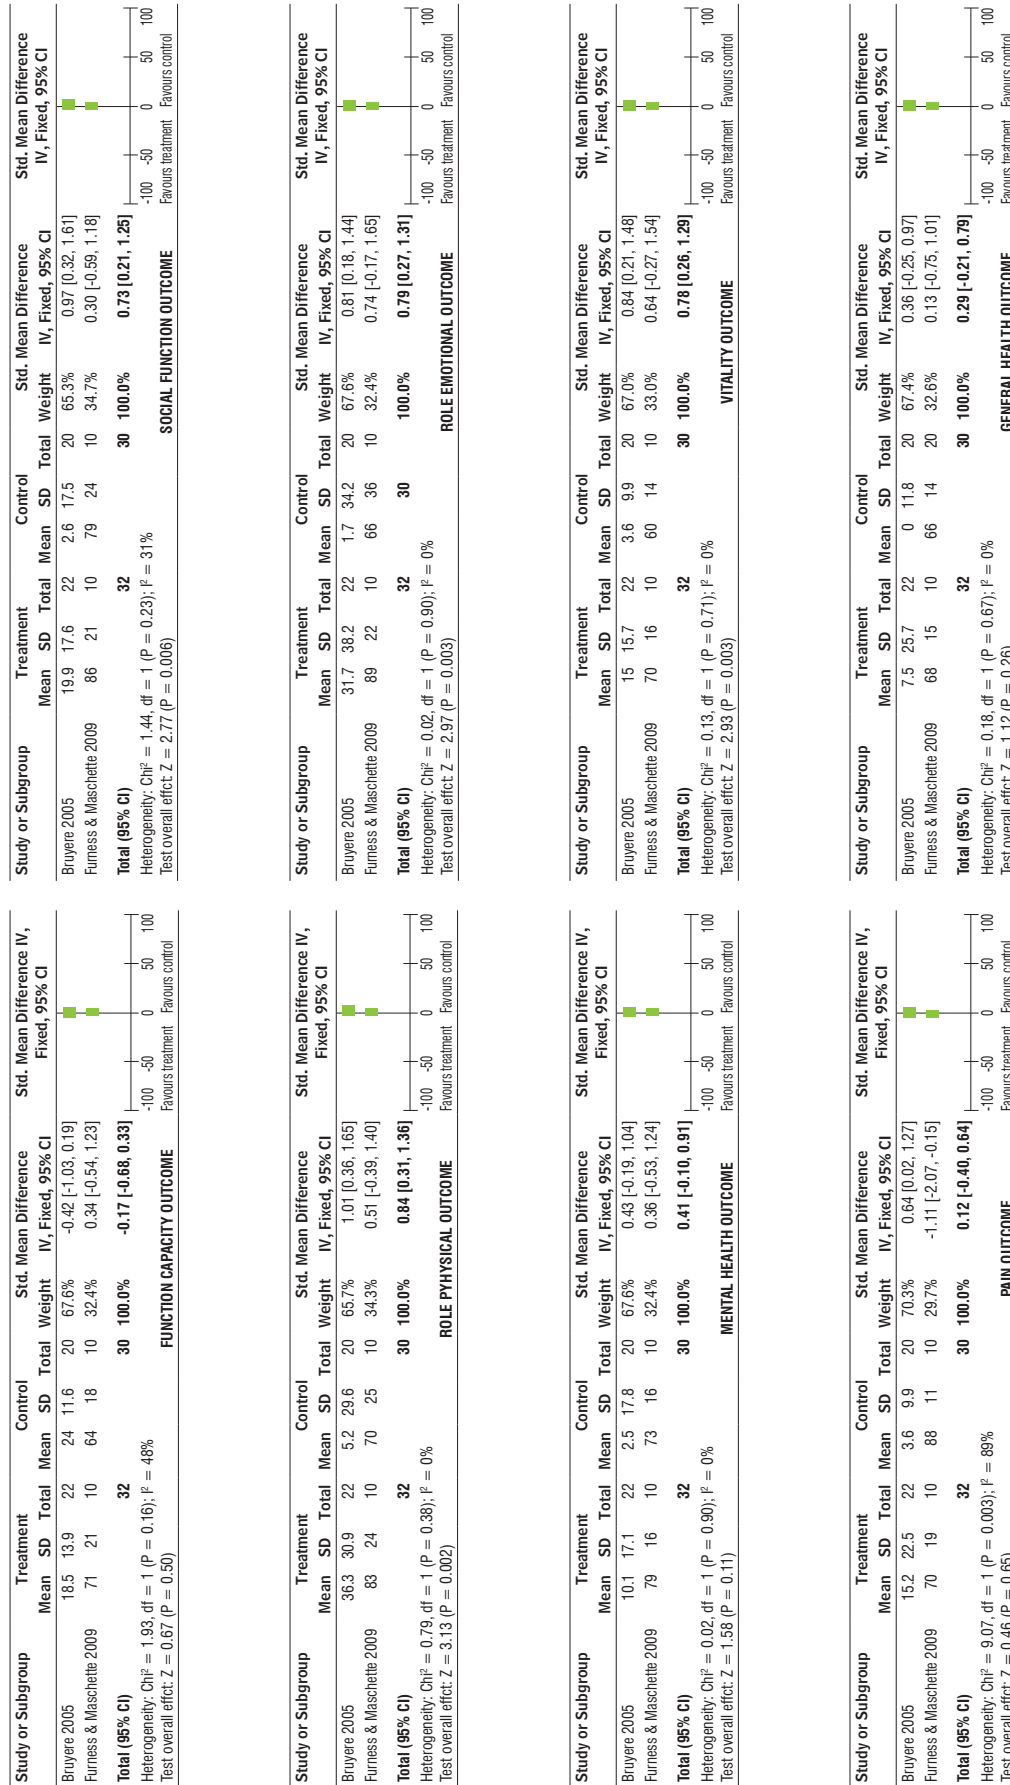 Study or Subgroup Treatment Control Std. Mean Difference Std. Mean Difference IV,
Mean SD Total Mean SD Total Weight IV, Fixed, 95% CI Fixed, 95% CI
Bruyere 2005 18.5 13.9 22 24 11.6 20 67.6% -0.42 [-1.03, 0.19]
Furness & Maschette 2009 71 21 10 64 18 10 32.4% 0.34 [-0.54, 1.23]
Total (95% CI) 32 30 100.0% -0.17 [-0.68, 0.33]
Heterogeneity: Chi² = 1.93, df = 1 (P = 0.16); I² = 48%
Test overall effct: Z = 0.67 (P = 0.50)
FUNCTION CAPACITY OUTCOME
-100 -50 0 50 100
Favours treatment Favours control
Study or Subgroup Treatment Control Std. Mean Difference Std. Mean Difference
Mean SD Total Mean SD Total Weight IV, Fixed, 95% CI IV, Fixed, 95% CI
Bruyere 2005 19.9 17.6 22 2.6 17.5 20 65.3% 0.97 [0.32, 1.61]
Furness & Maschette 2009 86 21 10 79 24 10 34.7% 0.30 [-0.59, 1.18]
Total (95% CI) 32 30 100.0% 0.73 [0.21, 1.25]
Heterogeneity: Chi² = 1.44, df = 1 (P = 0.23); I² = 31%
Test overall effct: Z = 2.77 (P = 0.006)
SOCIAL FUNCTION OUTCOME
-100 -50 0 50 100
Favours treatment Favours control
Study or Subgroup Treatment Control Std. Mean Difference Std. Mean Difference IV,
Mean SD Total Mean SD Total Weight IV, Fixed, 95% CI Fixed, 95% CI
Bruyere 2005 36.3 30.9 22 5.2 29.6 20 65.7% 1.01 [0.36, 1.65]
Furness & Maschette 2009 83 24 10 70 25 10 34.3% 0.51 [-0.39, 1.40]
Total (95% CI) 32 30 100.0% 0.84 [0.31, 1.36]
Heterogeneity: Chi² = 0.79, df = 1 (P = 0.38); I² = 0%
Test overall effct: Z = 3.13 (P = 0.002)
ROLE PYHYSICAL OUTCOME
-100 -50 0 50 100
Favours treatment Favours control
Study or Subgroup Treatment Control Std. Mean Difference Std. Mean Difference
Mean SD Total Mean SD Total Weight IV, Fixed, 95% CI IV, Fixed, 95% CI
Bruyere 2005 31.7 38.2 22 1.7 34.2 20 67.6% 0.81 [0.18, 1.44]
Furness & Maschette 2009 89 22 10 66 36 10 32.4% 0.74 [-0.17, 1.65]
Total (95% CI) 32 30 100.0% 0.79 [0.27, 1.31]
Heterogeneity: Chi² = 0.02, df = 1 (P = 0.90); I² = 0%
Test overall effct: Z = 2.97 (P = 0.003)
ROLE EMOTIONAL OUTCOME
-100 -50 0 50 100
Favours treatment Favours control
Study or Subgroup Treatment Control Std. Mean Difference Std. Mean Difference IV,
Mean SD Total Mean SD Total Weight IV, Fixed, 95% CI Fixed, 95% CI
Bruyere 2005 10.1 17.1 22 2.5 17.8 20 67.6% 0.43 [-0.19, 1.04]
Furness & Maschette 2009 79 16 10 73 16 10 32.4% 0.36 [-0.53, 1.24]
Total (95% CI) 32 30 100.0% 0.41 [-0.10, 0.91]
Heterogeneity: Chi² = 0.02, df = 1 (P = 0.90); I² = 0%
Test overall effct: Z = 1.58 (P = 0.11)
MENTAL HEALTH OUTCOME
-100 -50 0 50 100
Favours treatment Favours control
Study or Subgroup Treatment Control Std. Mean Difference Std. Mean Difference
Mean SD Total Mean SD Total Weight IV, Fixed, 95% CI IV, Fixed, 95% CI
Bruyere 2005 15 15.7 22 3.6 9.9 20 67.0% 0.84 [0.21, 1.48]
Furness & Maschette 2009 70 16 10 60 14 10 33.0% 0.64 [-0.27, 1.54]
Total (95% CI) 32 30 100.0% 0.78 [0.26, 1.29]
Heterogeneity: Chi² = 0.13, df = 1 (P = 0.71); I² = 0%
Test overall effct: Z = 2.93 (P = 0.003)
VITALITY OUTCOME
-100 -50 0 50 100
Favours treatment Favours control
Study or Subgroup Treatment Control Std. Mean Difference Std. Mean Difference IV,
Mean SD Total Mean SD Total Weight IV, Fixed, 95% CI Fixed, 95% CI
Bruyere 2005 15.2 22.5 22 3.6 9.9 20 70.3% 0.64 [0.02, 1.27]
Furness & Maschette 2009 70 19 10 88 11 10 29.7% -1.11 [-2.07, -0.15]
Total (95% CI) 32 30 100.0% 0.12 [-0.40, 0.64]
Heterogeneity: Chi² = 9.07, df = 1 (P = 0.003); I² = 89%
Test overall effct: Z = 0.46 (P = 0.65)
PAIN OUTCOME
-100 -50 0 50 100
Favours treatment Favours control
Study or Subgroup Treatment Control Std. Mean Difference Std. Mean Difference
Mean SD Total Mean SD Total Weight IV, Fixed, 95% CI IV, Fixed, 95% CI
Bruyere 2005 7.5 25.7 22 0 11.8 20 67.4% 0.36 [-0.25, 0.97]
Furness & Maschette 2009 68 15 10 66 14 20 32.6% 0.13 [-0.75, 1.01]
Total (95% CI) 32 30 100.0% 0.29 [-0.21, 0.79]
Heterogeneity: Chi² = 0.18, df = 1 (P = 0.67); I² = 0%
Test overall effct: Z = 1.12 (P = 0.26)
GENERAL HEALTH OUTCOME
-100 -50 0 50 100
Favours treatment Favours control